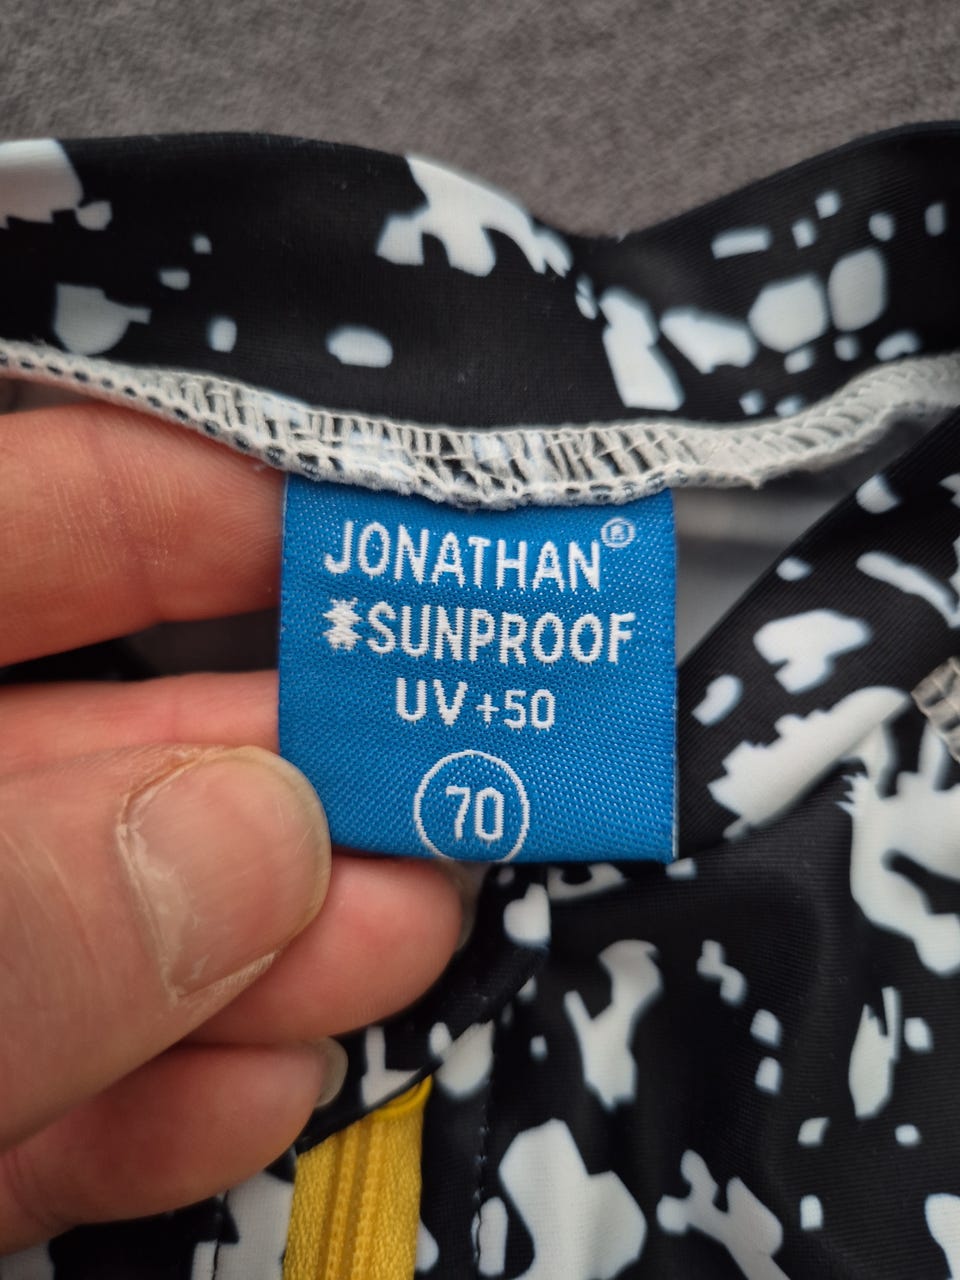 JONATHAN®
SUNPROOF
UV+50
70